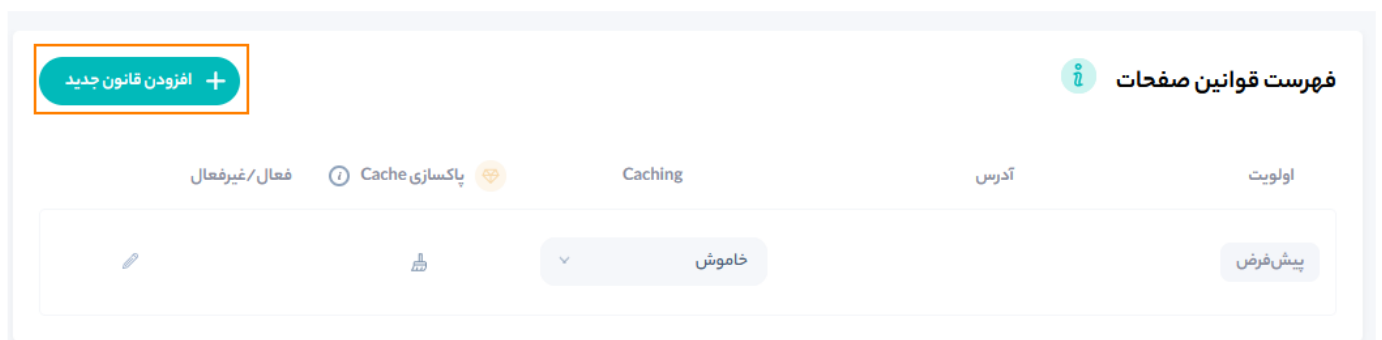 فهرست قوانین صفحات
افزودن قانون جدید
اولویت آدرس Caching پاکسازی Cache فعال/غیرفعال
پیش‌فرض خاموش